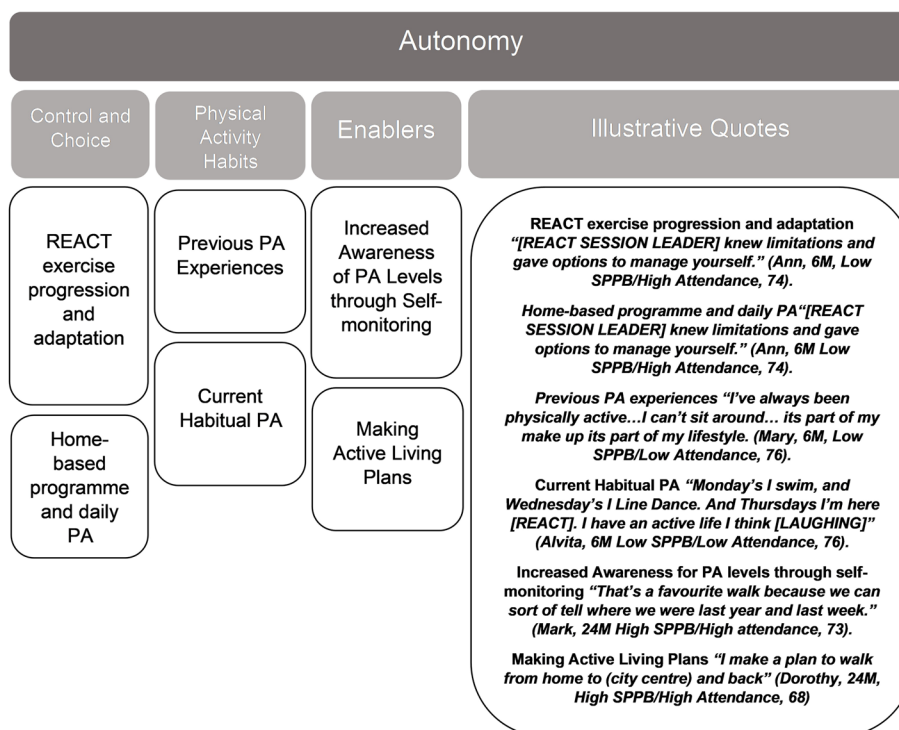 Autonomy
Control and
Choice
Physical
Activity
Habits
Enablers
Illustrative Quotes
REACT
exercise
progression
and
adaptation
Home-
based
programme
and daily
PA
Previous PA
Experiences
Current
Habitual PA
Increased
Awareness
of PA Levels
through Self-
monitoring
Making
Active Living
Plans
REACT exercise progression and adaptation
“[REACT SESSION LEADER] knew limitations and
gave options to manage yourself.” (Ann, 6M, Low
SPPB/High Attendance, 74).
Home-based programme and daily PA“[REACT
SESSION LEADER] knew limitations and gave
options to manage yourself.” (Ann, 6M Low
SPPB/High Attendance, 74).
Previous PA experiences “I’ve always been
physically active…I can’t sit around… its part of my
make up its part of my lifestyle. (Mary, 6M, Low
SPPB/Low Attendance, 76).
Current Habitual PA “Monday’s I swim, and
Wednesday’s I Line Dance. And Thursdays I’m here
[REACT]. I have an active life I think [LAUGHING]”
(Alvita, 6M Low SPPB/Low Attendance, 76).
Increased Awareness for PA levels through self-
monitoring “That’s a favourite walk because we can
sort of tell where we were last year and last week.”
(Mark, 24M High SPPB/High attendance, 73).
Making Active Living Plans “I make a plan to walk
from home to (city centre) and back” (Dorothy, 24M,
High SPPB/High Attendance, 68)